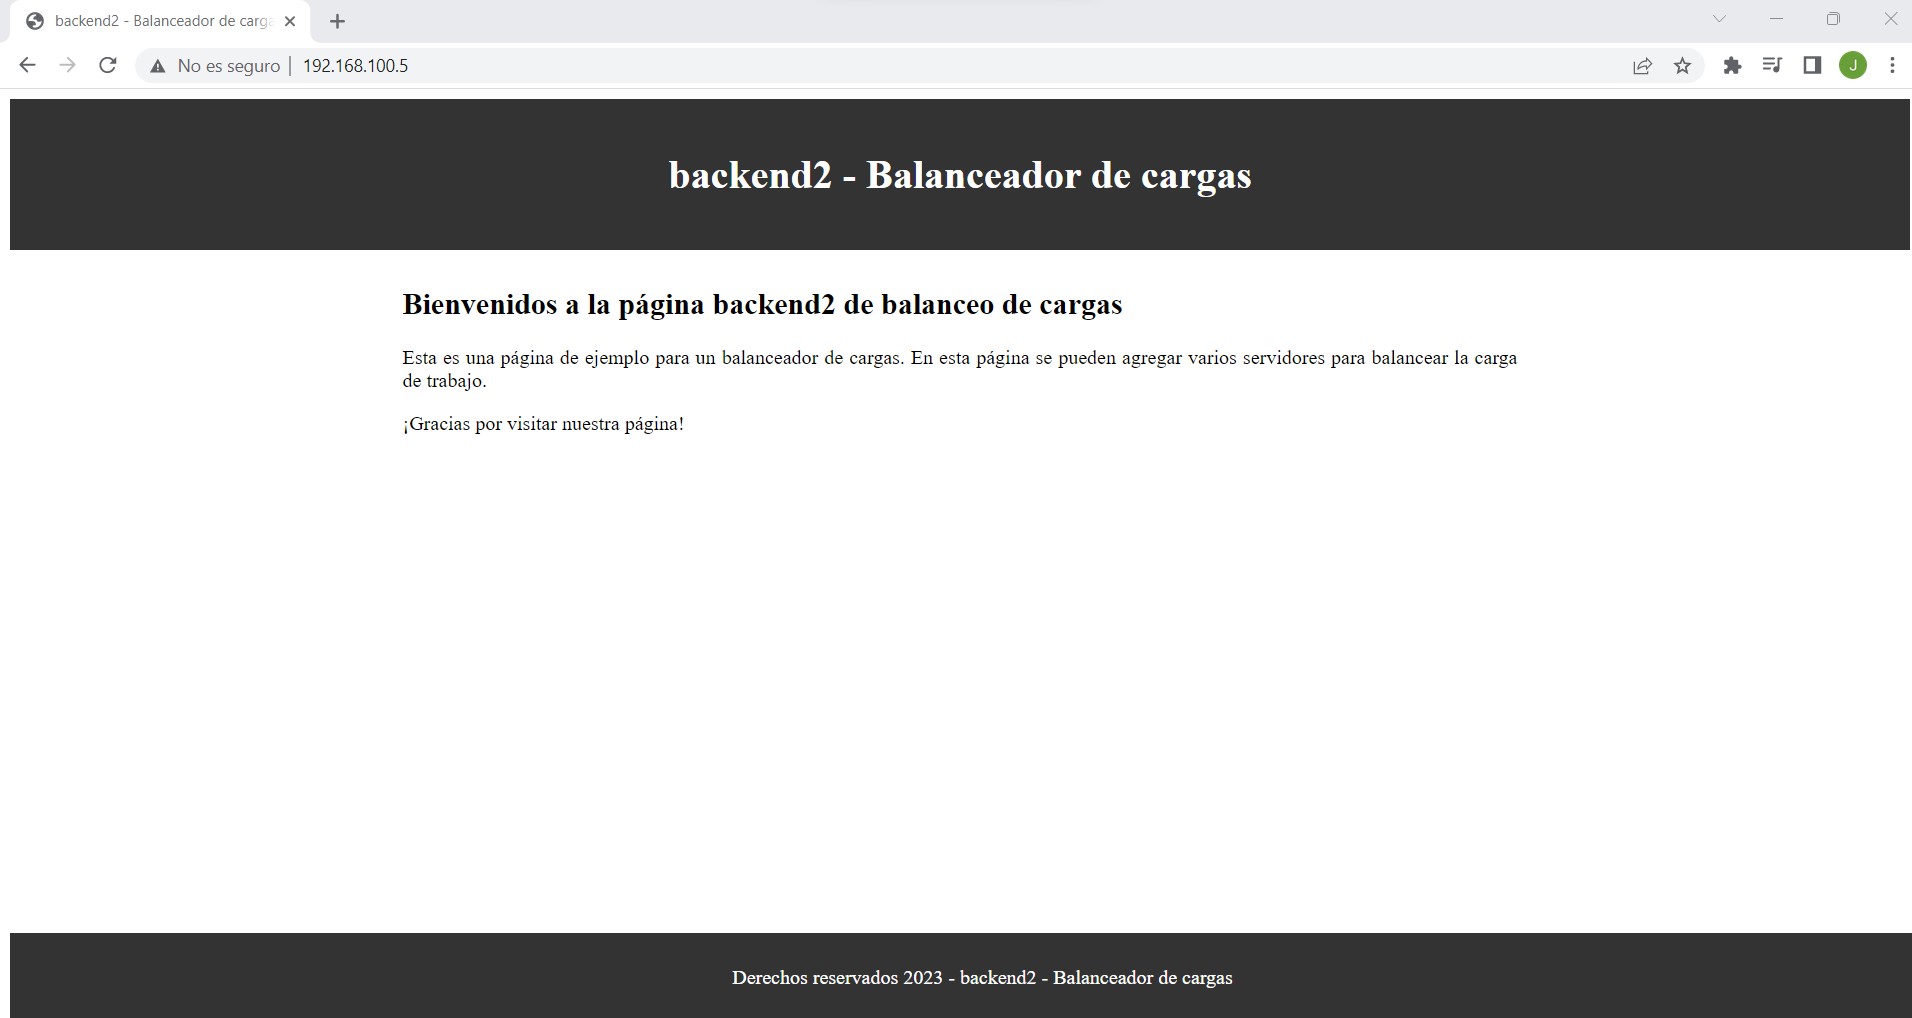 backend2 - Balanceador de carga
No es seguro | 192.168.100.5
J
backend2 - Balanceador de cargas
Bienvenidos a la página backend2 de balanceo de cargas
Esta es una página de ejemplo para un balanceador de cargas. En esta página se pueden agregar varios servidores para balancear la carga
de trabajo.
¡Gracias por visitar nuestra página!
Derechos reservados 2023 - backend2 - Balanceador de cargas